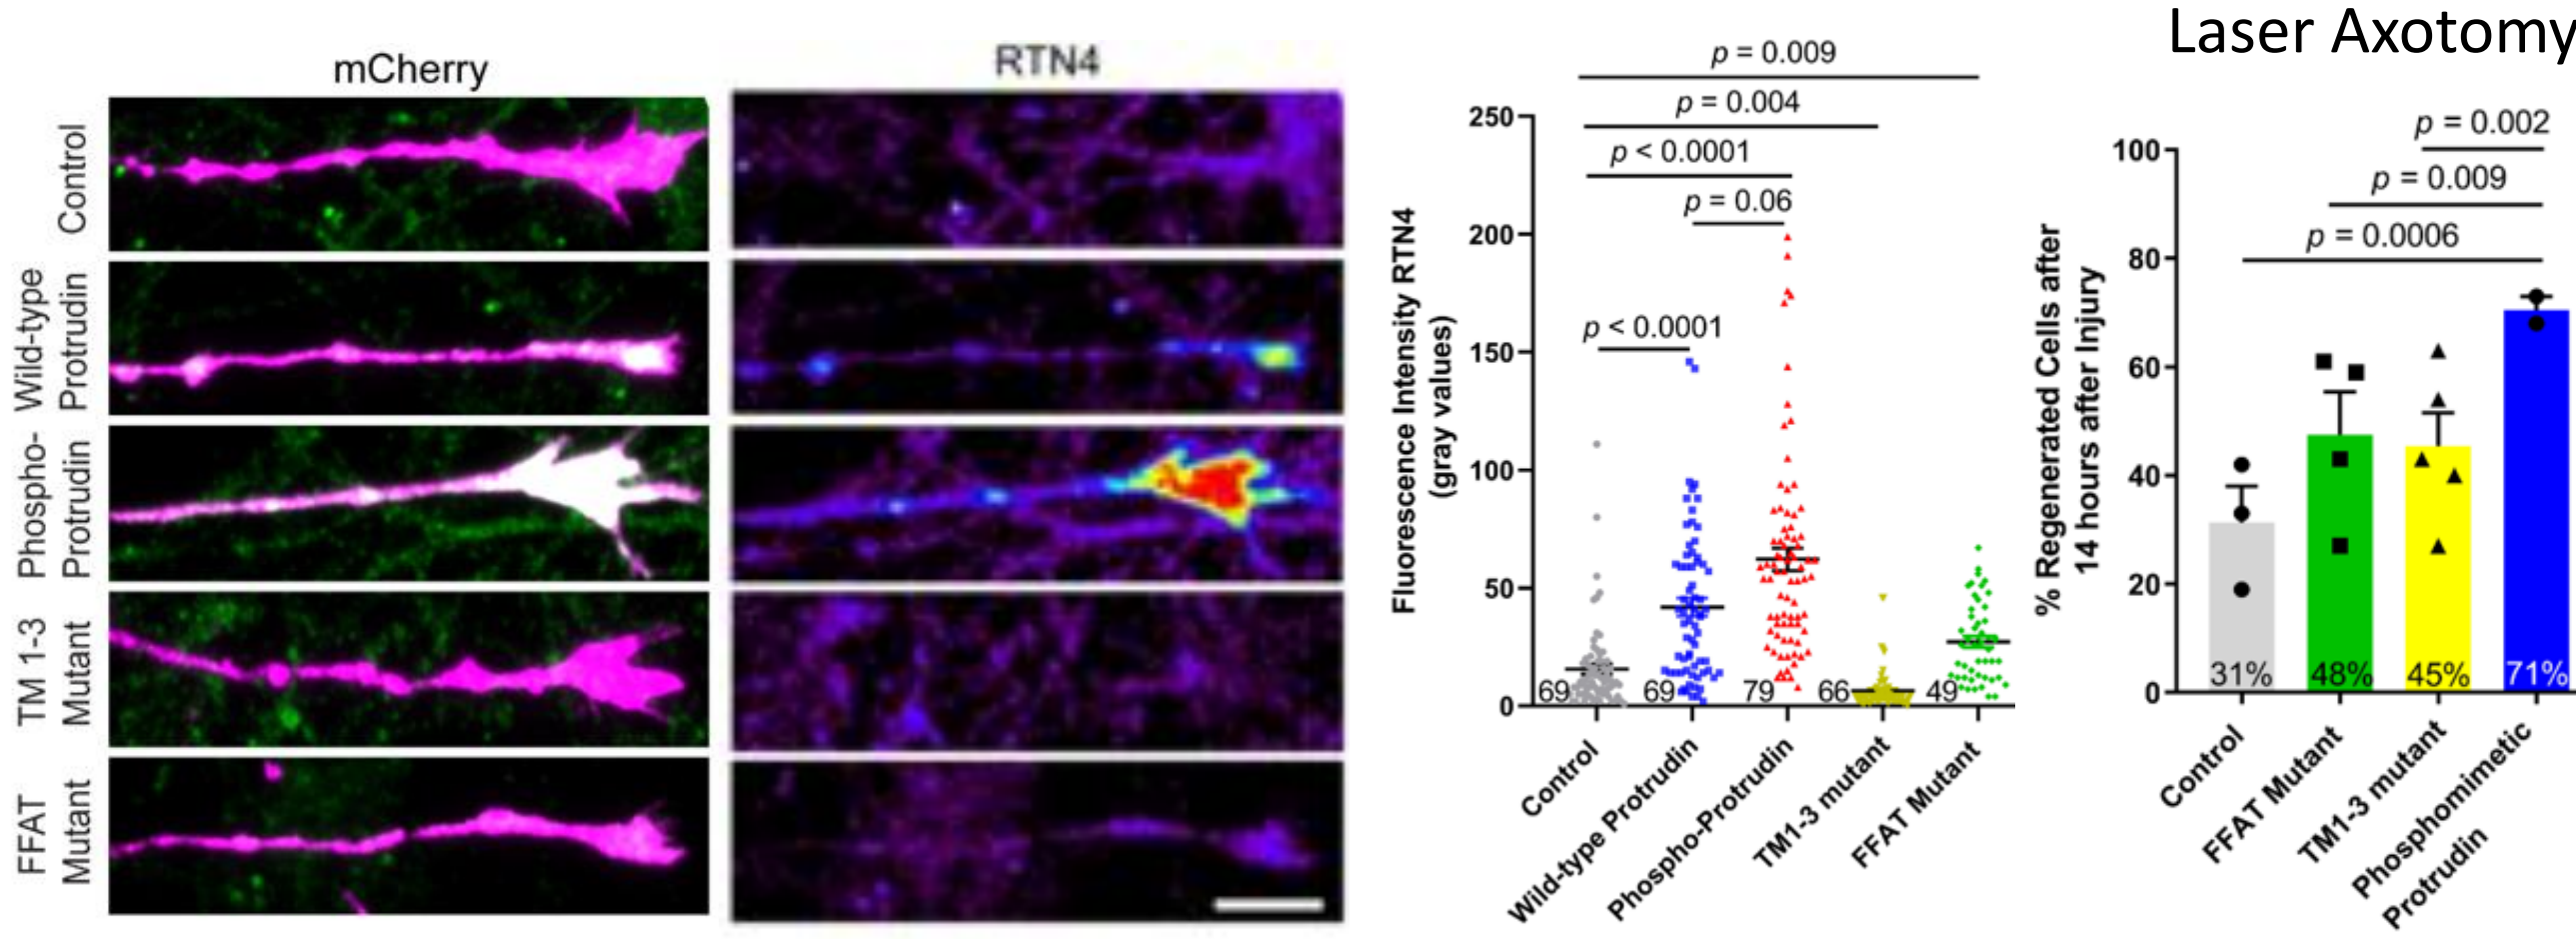 mCherry
RTN4
Control
Wild-type
Protrudin
Phospho-
Protrudin
TM 1-3
Mutant
FFAT
Mutant
Fluorescence Intensity RTN4
(gray values)
250
200
150
100
50
0
p = 0.009
p = 0.004
p < 0.0001
p = 0.06
p < 0.0001
69
69
79
66
49
Control
Wild-type Protrudin
Phospho-Protrudin
TM1-3 mutant
FFAT Mutant
Laser Axotomy
% Regenerated Cells after
14 hours after Injury
100
80
60
40
20
0
p = 0.002
p = 0.009
p = 0.0006
31%
48%
45%
71%
Control
FFAT Mutant
TM1-3 mutant
Phosphomimetic
Protrudin